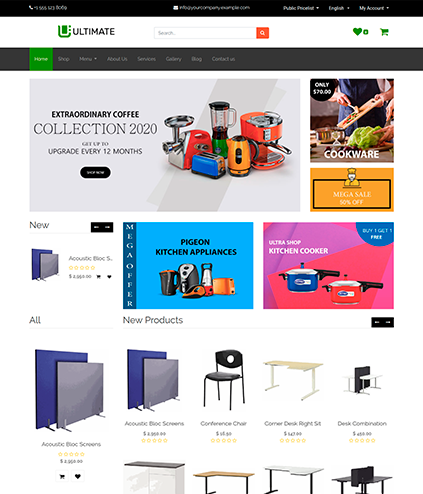 +1 555 123 8069
info@yourcompany.example.com
Public Pricelist
English
My Account
ULTIMATE
Search...
0
Home
Shop
Menu
About Us
Services
Gallery
Blog
Contact us
EXTRAORDINARY COFFEE
COLLECTION 2020
GET UP TO
UPGRADE EVERY 12 MONTHS
SHOP NOW
ONLY
$70.00
COOKWARE
MEGA SALE
50% OFF
New
Acoustic Bloc S...
$ 2,950.00
MEGA OFFER
PIGEON
KITCHEN APPLIANCES
BUY 1 GET 1
FREE
ULTRA SHOP
KITCHEN COOKER
All
Acoustic Bloc Screens
$ 2,950.00
New Products
Acoustic Bloc Screens
$ 2,950.00
Conference Chair
$ 16.50
Corner Desk Right Sit
$ 147.00
Desk Combination
$ 450.00